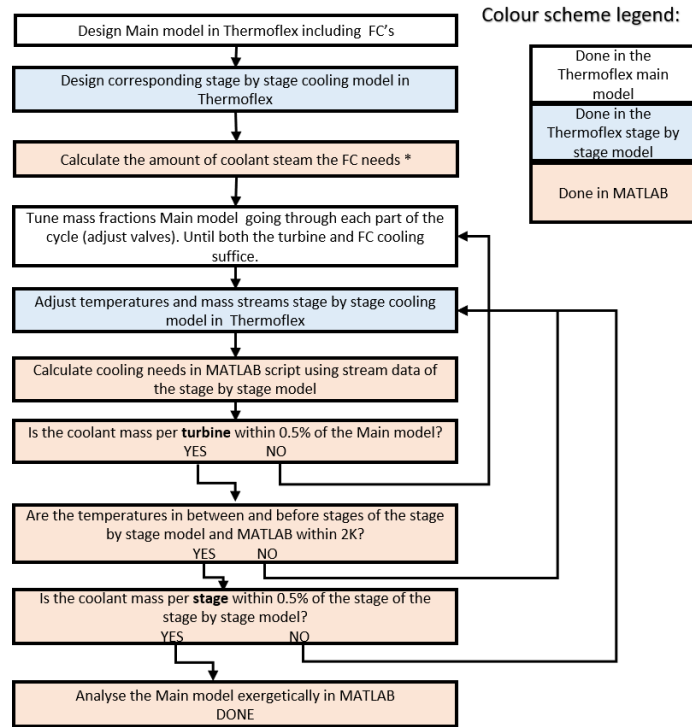 Colour scheme legend:
Design Main model in Thermoflex including FC's
Design corresponding stage by stage cooling model in
Thermoflex
Calculate the amount of coolant steam the FC needs *
Tune mass fractions Main model going through each part of the
cycle (adjust valves). Until both the turbine and FC cooling
suffice.
Adjust temperatures and mass streams stage by stage cooling
model in Thermoflex
Calculate cooling needs in MATLAB script using stream data of
the stage by stage model
Is the coolant mass per turbine within 0.5% of the Main model?
YES NO
Are the temperatures in between and before stages of the stage
by stage model and MATLAB within 2K?
YES NO
Is the coolant mass per stage within 0.5% of the stage of the
stage by stage model?
YES NO
Analyse the Main model exergetically in MATLAB
DONE
Done in the
Thermoflex main
model
Done in the
Thermoflex stage by
stage model
Done in MATLAB